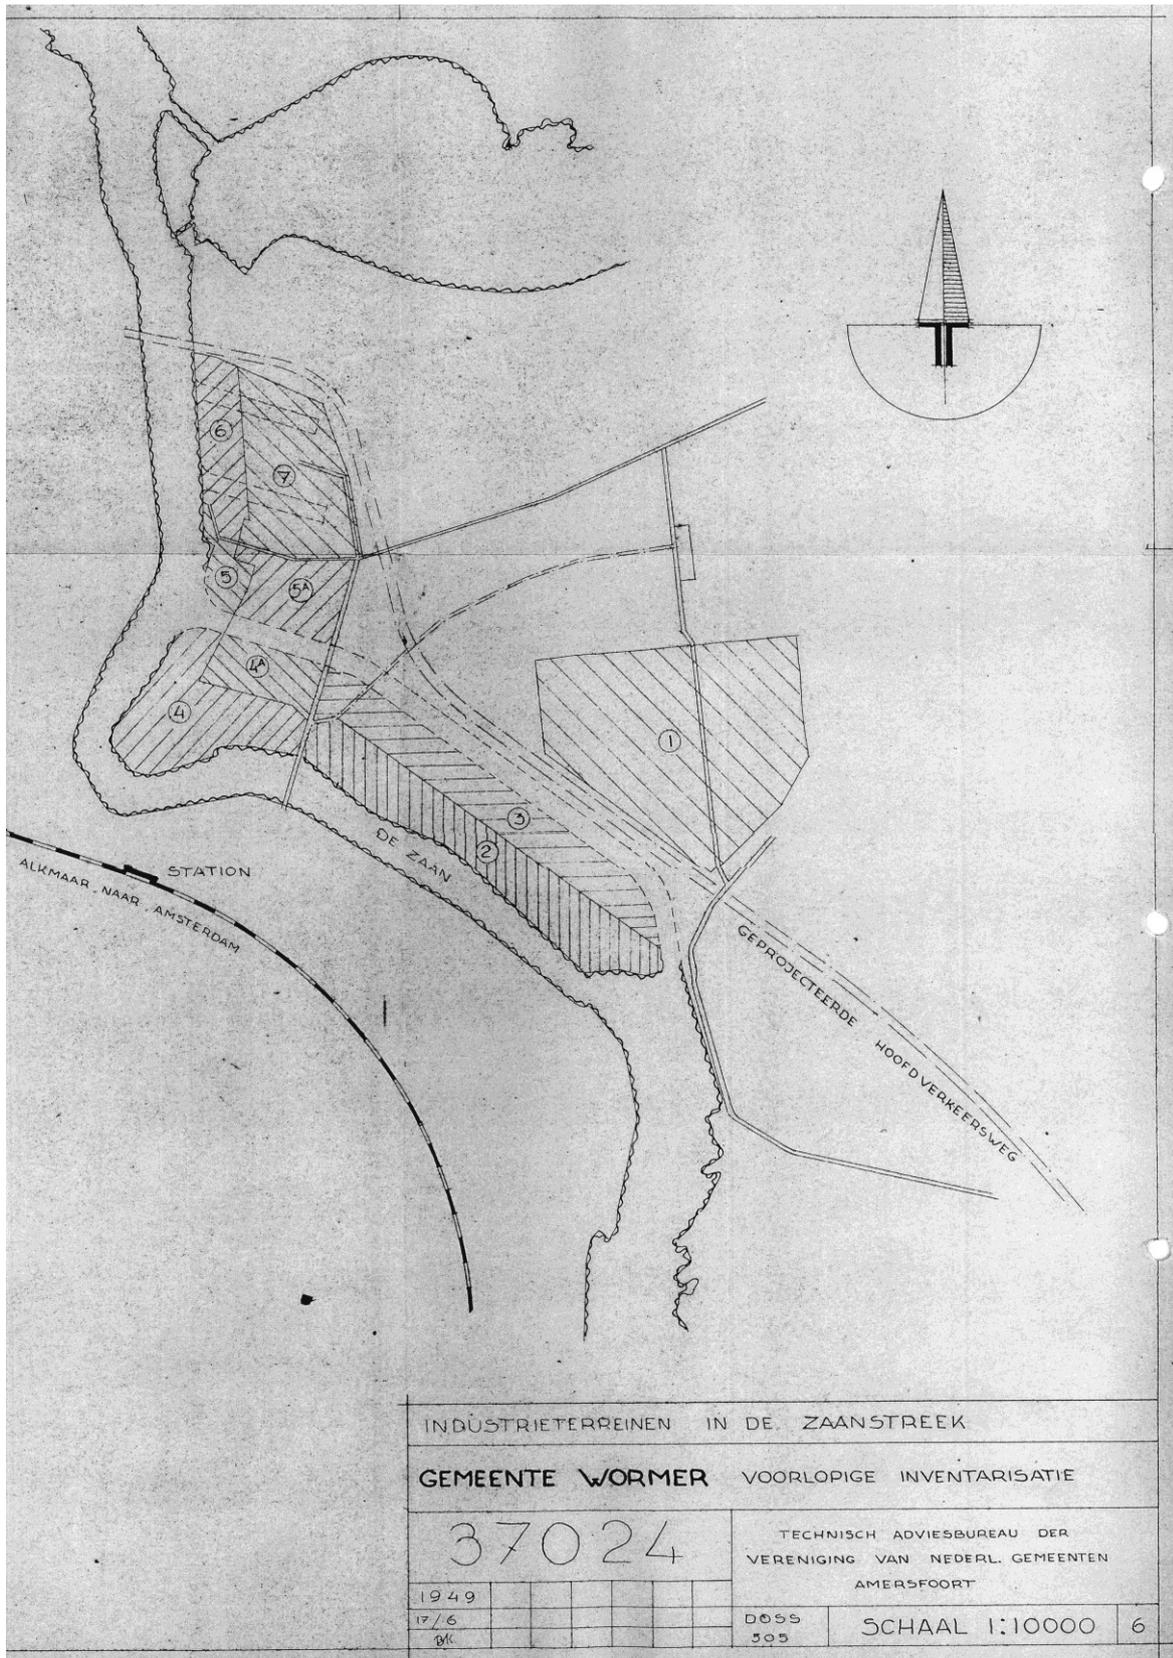 6
7
5
5A
4A
4
1
3
2
DE ZAAN
STATION
ALKMAAR NAAR AMSTERDAM
GEPROJECTEERDE HOOFDVERKEERSWEG
INDUSTRIETERREINEN IN DE ZAANSTREEK
GEMEENTE WORMER VOORLOPIGE INVENTARISATIE
37024
TECHNISCH ADVIESBUREAU DER
VERENIGING VAN NEDERL. GEMEENTEN
AMERSFOORT
1949
17/6
DOSS
505
SCHAAL 1:10000
6